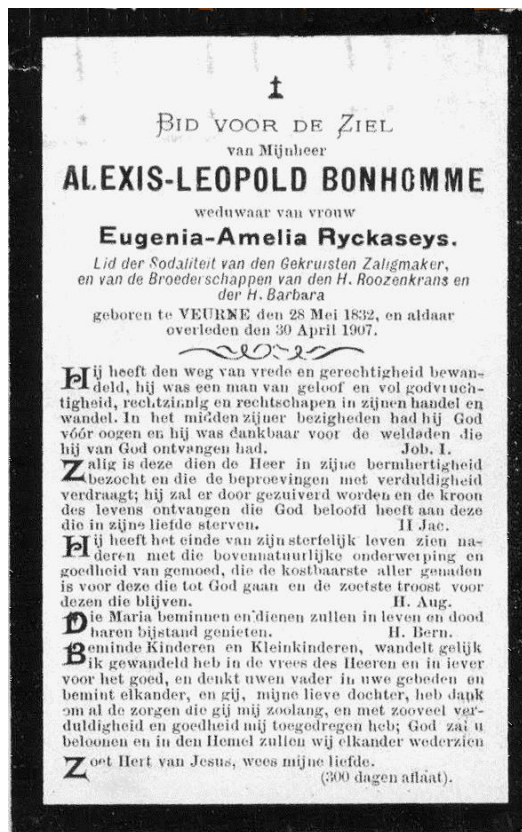 BID VOOR DE ZIEL
van Mijnheer
ALEXIS-LEOPOLD BONHOMME
weduwaar van vrouw
Eugenia-Amelia Ryckaseys.
Lid der Sodaliteit van den Gekruisten Zaligmaker,
en van de Broederschappen van den H. Roozenkrans en
der H. Barbara
geboren te VEURNE den 28 Mei 1832, en aldaar
overleden den 30 April 1907.
Hij heeft den weg van vrede en gerechtigheid bewan-
deld, hij was een man van geloof en vol godvruch-
tigheid, rechtzinnig en rechtschapen in zijnen handel en
wandel. In het midden zijner bezigheden had hij God
vóór oogen en hij was dankbaar voor de weldaden die
hij van God ontvangen had. Job. I.
Zalig is deze dien de Heer in zijne bermhertigheid
bezocht en die de beproevingen met verduldigheid
verdraagt; hij zal er door gezuiverd worden en de kroon
des levens ontvangen die God beloofd heeft aan deze
die in zijne liefde sterven. II Jac.
Hij heeft het einde van zijn sterfelijk leven zien na-
deren met die bovennatuurlijke onderwerping en
goedheid van gemoed, die de kostbaarste aller genaden
is voor deze die tot God gaan en de zoetste troost voor
dezen die blijven. H. Aug.
Die Maria beminnen en dienen zullen in leven en dood
haren bijstand genieten. H. Bern.
Beminde Kinderen en Kleinkinderen, wandelt gelijk
ik gewandeld heb in de vrees des Heeren en in iever
voor het goed, en denkt uwen vader in uwe gebeden en
bemint elkander, en gij, mijne lieve dochter, heb dank
om al de zorgen die gij mij zoolang, en met zooveel ver-
duldigheid en goedheid mij toegedregen heb; God zal u
beloonen en in den Hemel zullen wij elkander wederzien
Zoet Hert van Jesus, wees mijne liefde.
(300 dagen aflaat).